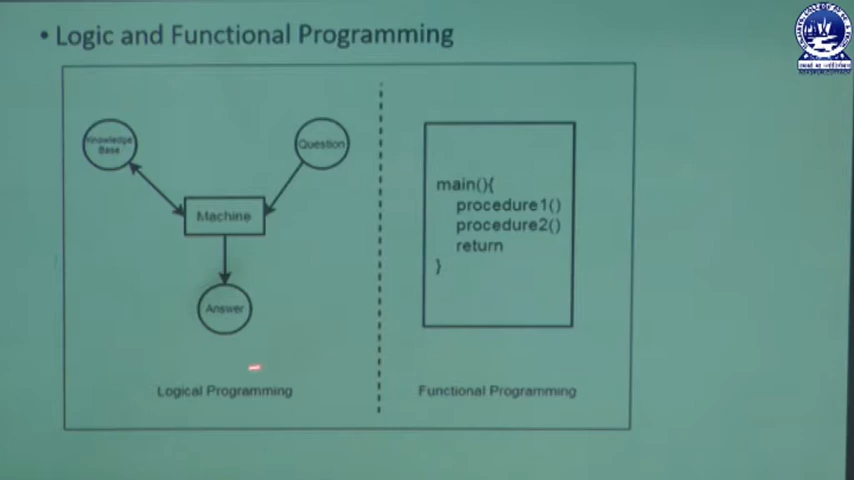 • Logic and Functional Programming
Knowledge
Base
Question
Machine
Answer
Logical Programming
main(){
procedure1()
procedure2()
return
}
Functional Programming